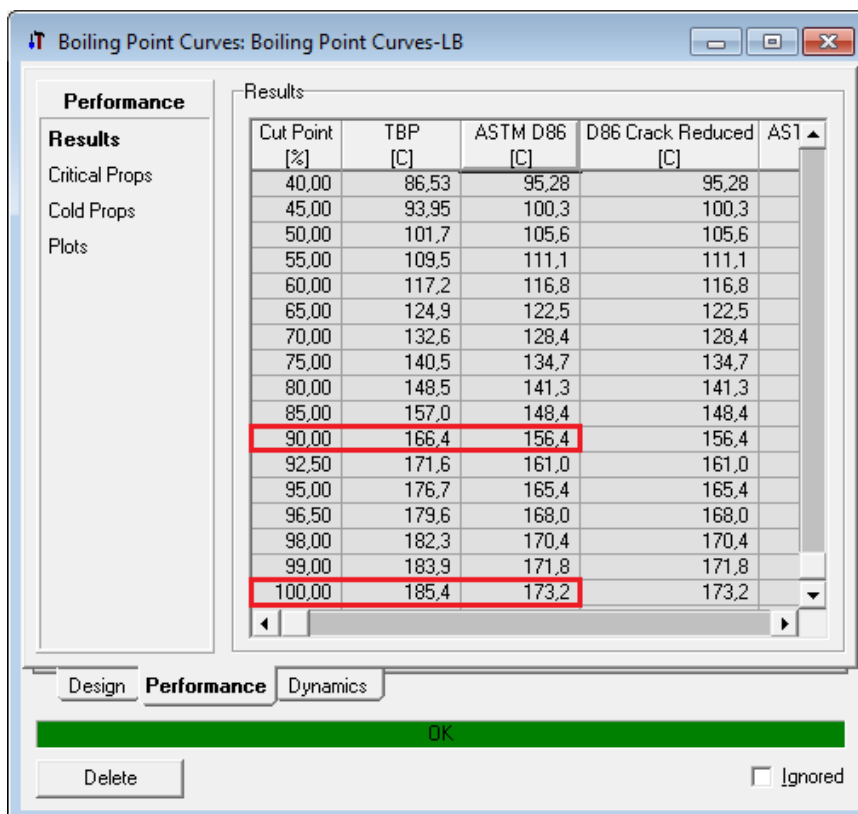 Boiling Point Curves: Boiling Point Curves-LB
Performance
Results
Critical Props
Cold Props
Plots
Results
Cut Point TBP ASTM D86 D86 Crack Reduced AST
[%] [C] [C] [C]
40,00 86,53 95,28 95,28
45,00 93,95 100,3 100,3
50,00 101,7 105,6 105,6
55,00 109,5 111,1 111,1
60,00 117,2 116,8 116,8
65,00 124,9 122,5 122,5
70,00 132,6 128,4 128,4
75,00 140,5 134,7 134,7
80,00 148,5 141,3 141,3
85,00 157,0 148,4 148,4
90,00 166,4 156,4 156,4
92,50 171,6 161,0 161,0
95,00 176,7 165,4 165,4
96,50 179,6 168,0 168,0
98,00 182,3 170,4 170,4
99,00 183,9 171,8 171,8
100,00 185,4 173,2 173,2
Design Performance Dynamics
OK
Delete Ignored